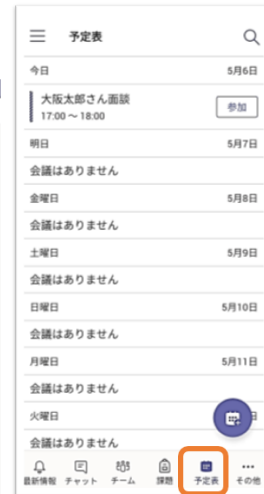 予定表
今日 5月6日
大阪太郎さん面談
17:00 ～ 18:00
参加
明日 5月7日
会議はありません
金曜日 5月8日
会議はありません
土曜日 5月9日
会議はありません
日曜日 5月10日
会議はありません
月曜日 5月11日
会議はありません
火曜日 日
会議はありません
最新情報 チャット チーム 課題 予定表 その他